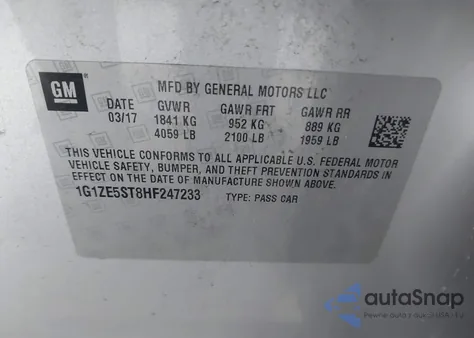 GM
MFD BY GENERAL MOTORS LLC
DATE GVWR GAWR FRT GAWR RR
03/17 1841 KG 952 KG 889 KG
4059 LB 2100 LB 1959 LB
THIS VEHICLE CONFORMS TO ALL APPLICABLE U.S. FEDERAL MOTOR
VEHICLE SAFETY, BUMPER, AND THEFT PREVENTION STANDARDS IN
EFFECT ON THE DATE OF MANUFACTURE SHOWN ABOVE.
1G1ZE5ST8HF247233 TYPE: PASS CAR
autoSnap